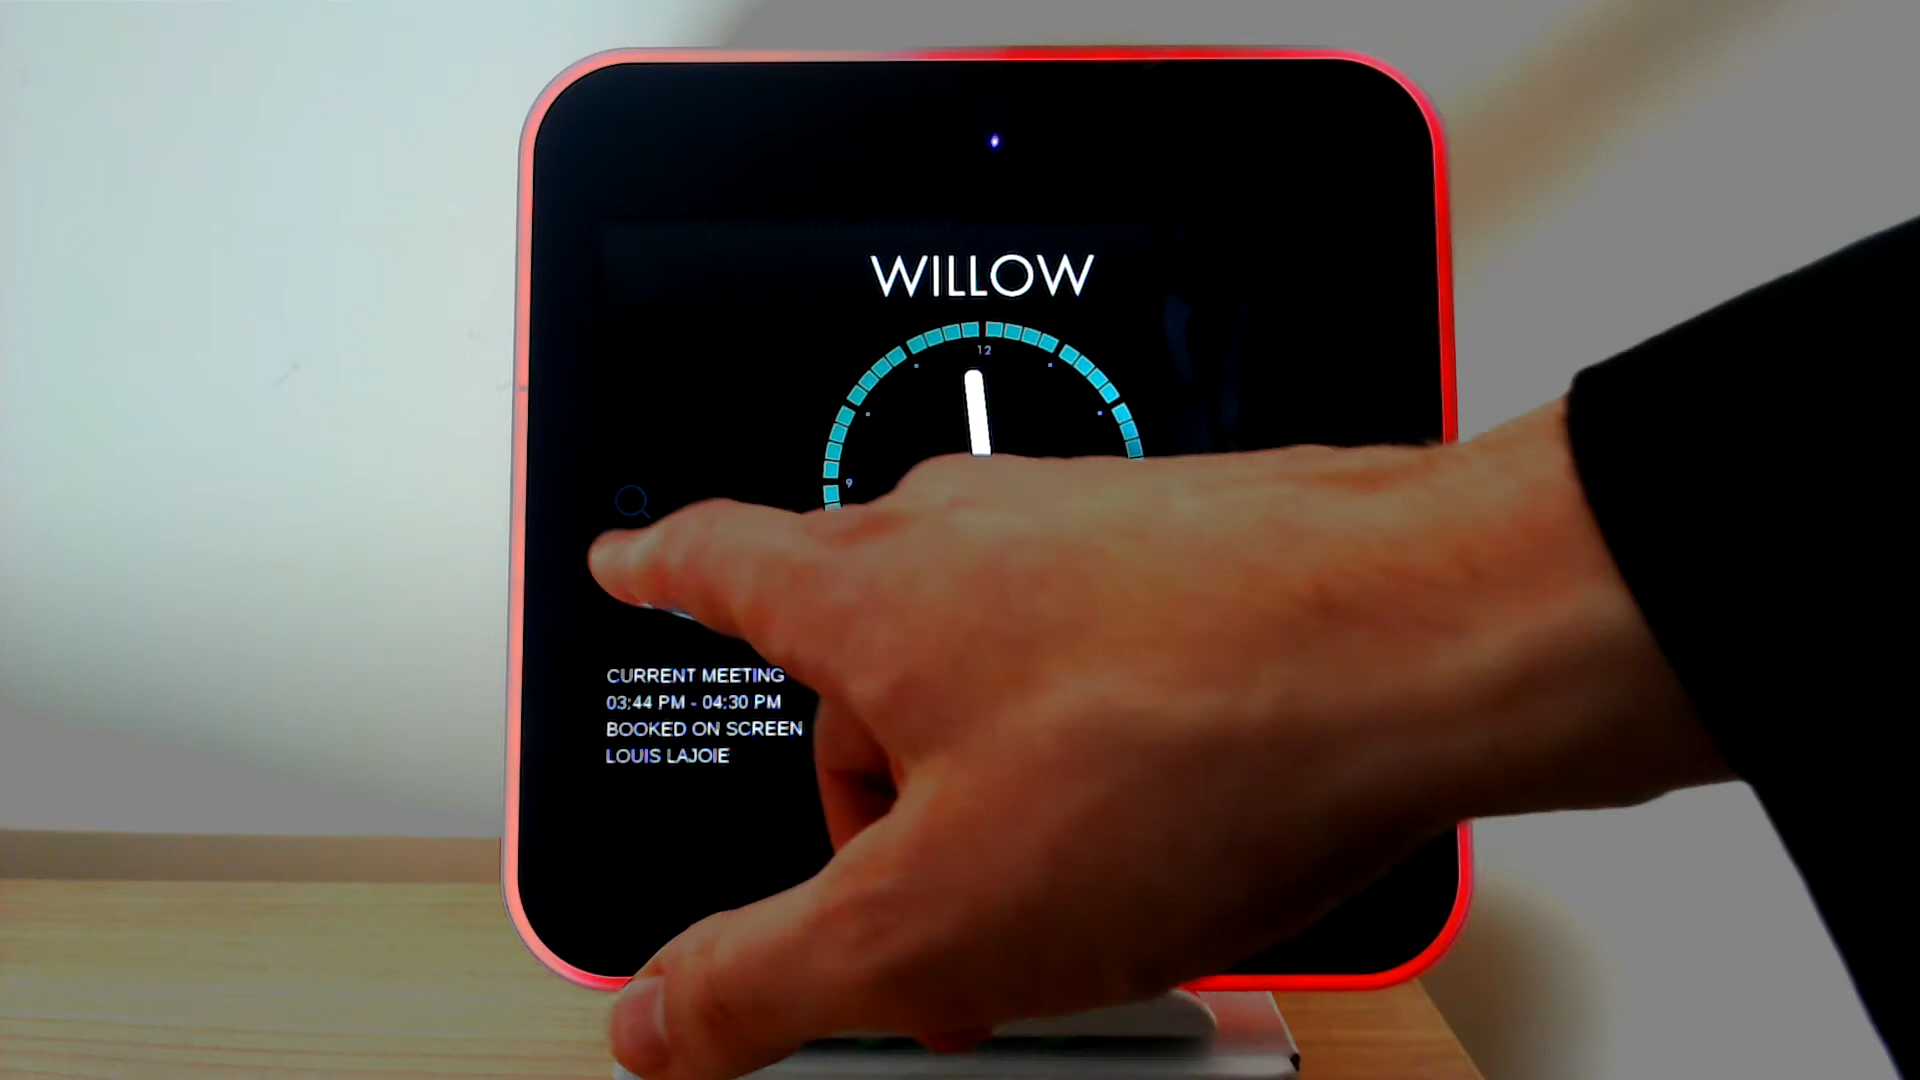 WILLOW
12
9
CURRENT MEETING
03:44 PM - 04:30 PM
BOOKED ON SCREEN
LOUIS LAJOIE